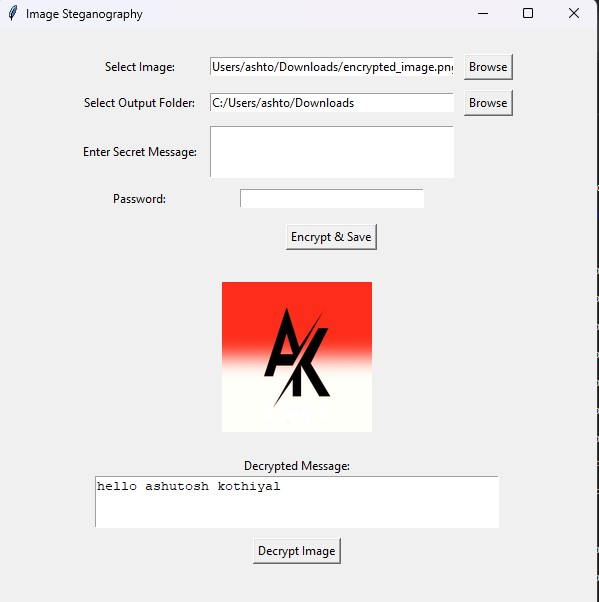 Image Steganography
Select Image: Users/ashto/Downloads/encrypted_image.png Browse
Select Output Folder: C:/Users/ashto/Downloads Browse
Enter Secret Message:
Password:
Encrypt & Save
AK
Decrypted Message:
hello ashutosh kothiyal
Decrypt Image